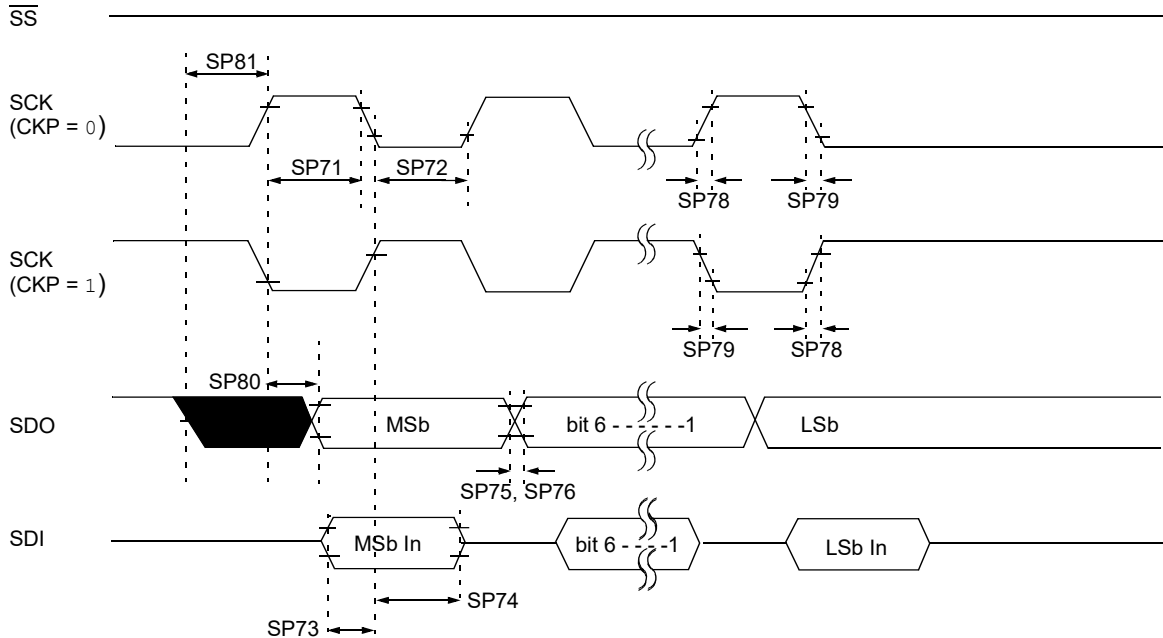 SS
SP81
SCK
(CKP = 0)
SP71
SP72
SP78
SP79
SCK
(CKP = 1)
SP79
SP78
SP80
SDO
MSb
bit 6 - - - - - -1
LSb
SP75, SP76
SDI
MSb In
bit 6 - - - - -1
LSb In
SP74
SP73